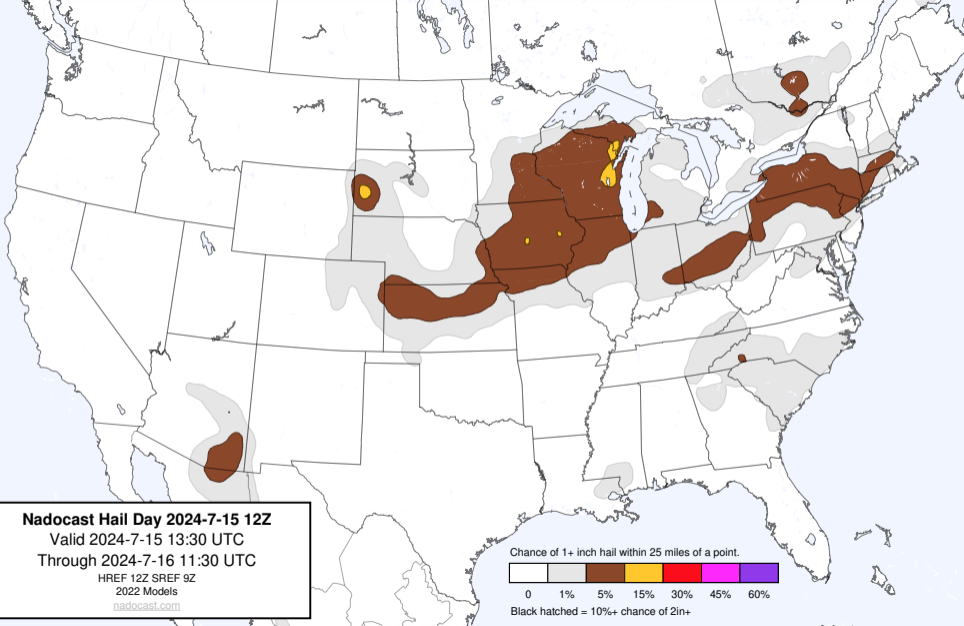 Nadocast Hail Day 2024-7-15 12Z
Valid 2024-7-15 13:30 UTC
Through 2024-7-16 11:30 UTC
HREF 12Z SREF 9Z
2022 Models
nadocast.com
Chance of 1+ inch hail within 25 miles of a point.
0 1% 5% 15% 30% 45% 60%
Black hatched = 10%+ chance of 2in+